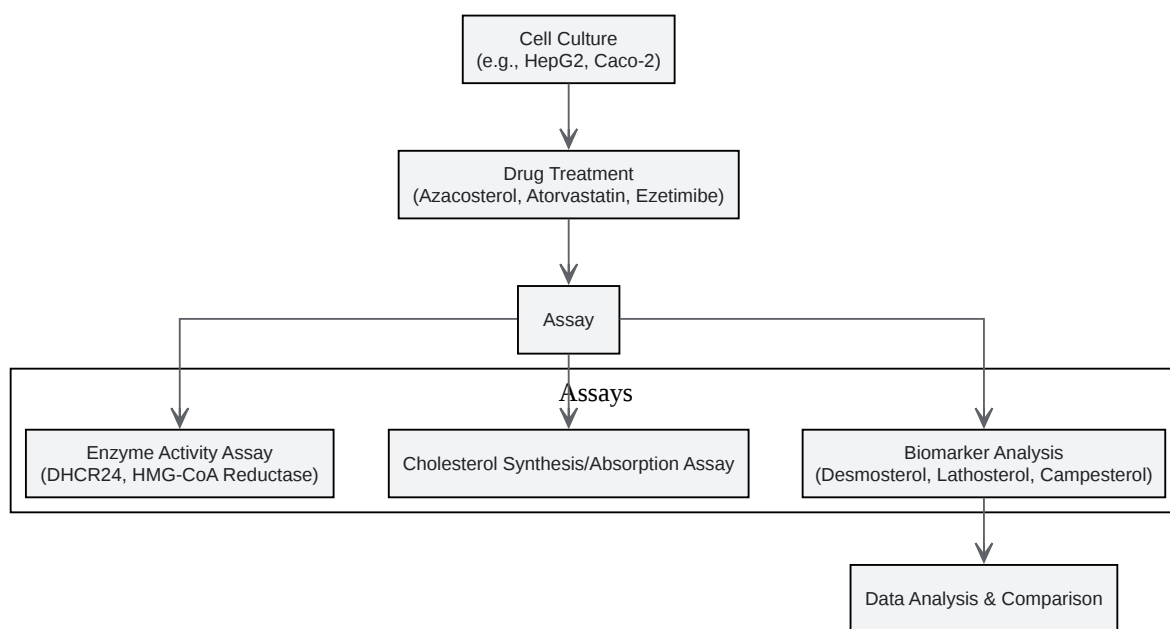 Cell Culture
(e.g., HepG2, Caco-2)
Drug Treatment
(Azacosterol, Atorvastatin, Ezetimibe)
Assay
Assays
Enzyme Activity Assay
(DHCR24, HMG-CoA Reductase)
Cholesterol Synthesis/Absorption Assay
Biomarker Analysis
(Desmosterol, Lathosterol, Campesterol)
Data Analysis & Comparison